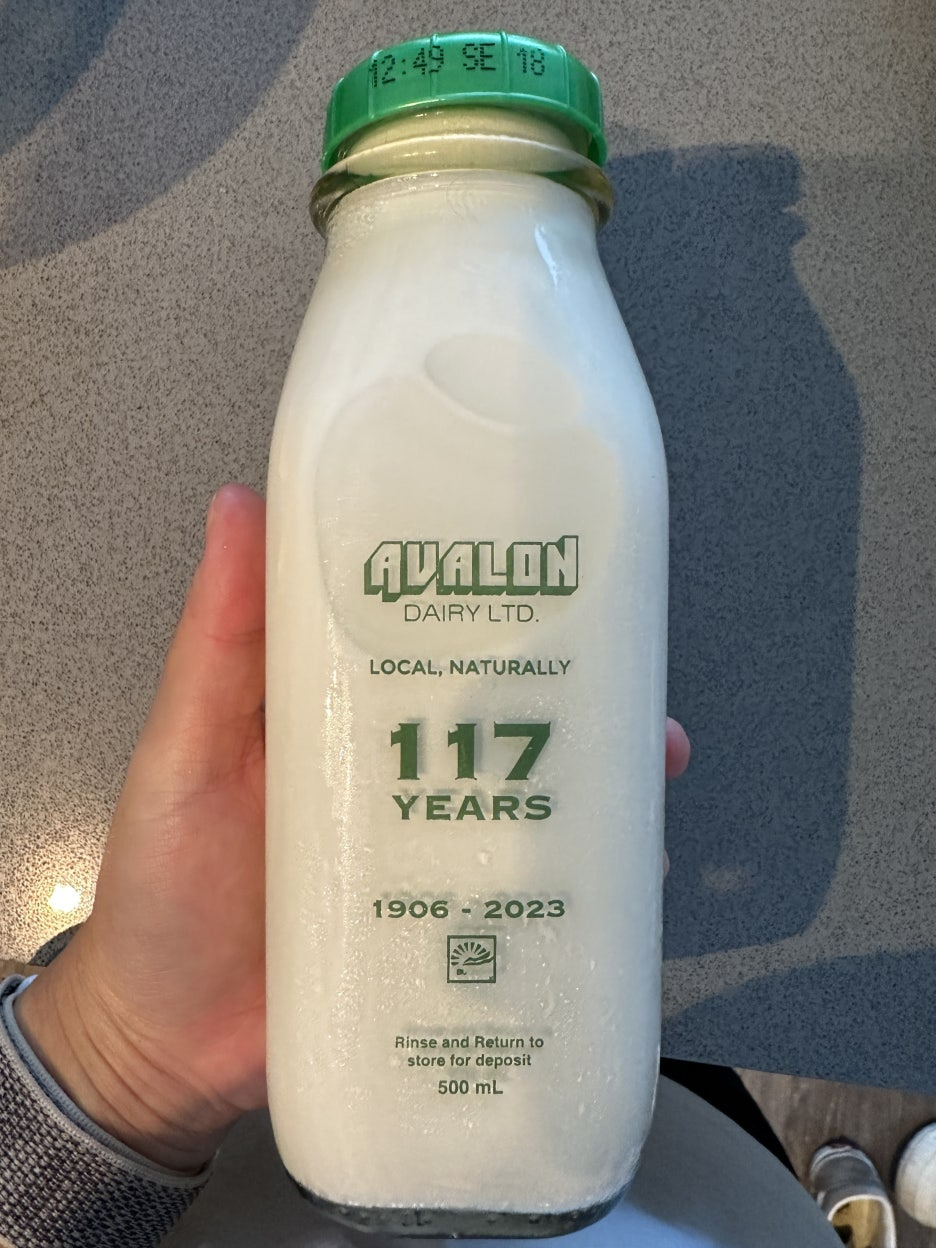 12:49 SE 18
AVALON
DAIRY LTD.
LOCAL, NATURALLY
117
YEARS
1906 - 2023
Rinse and Return to
store for deposit
500 mL